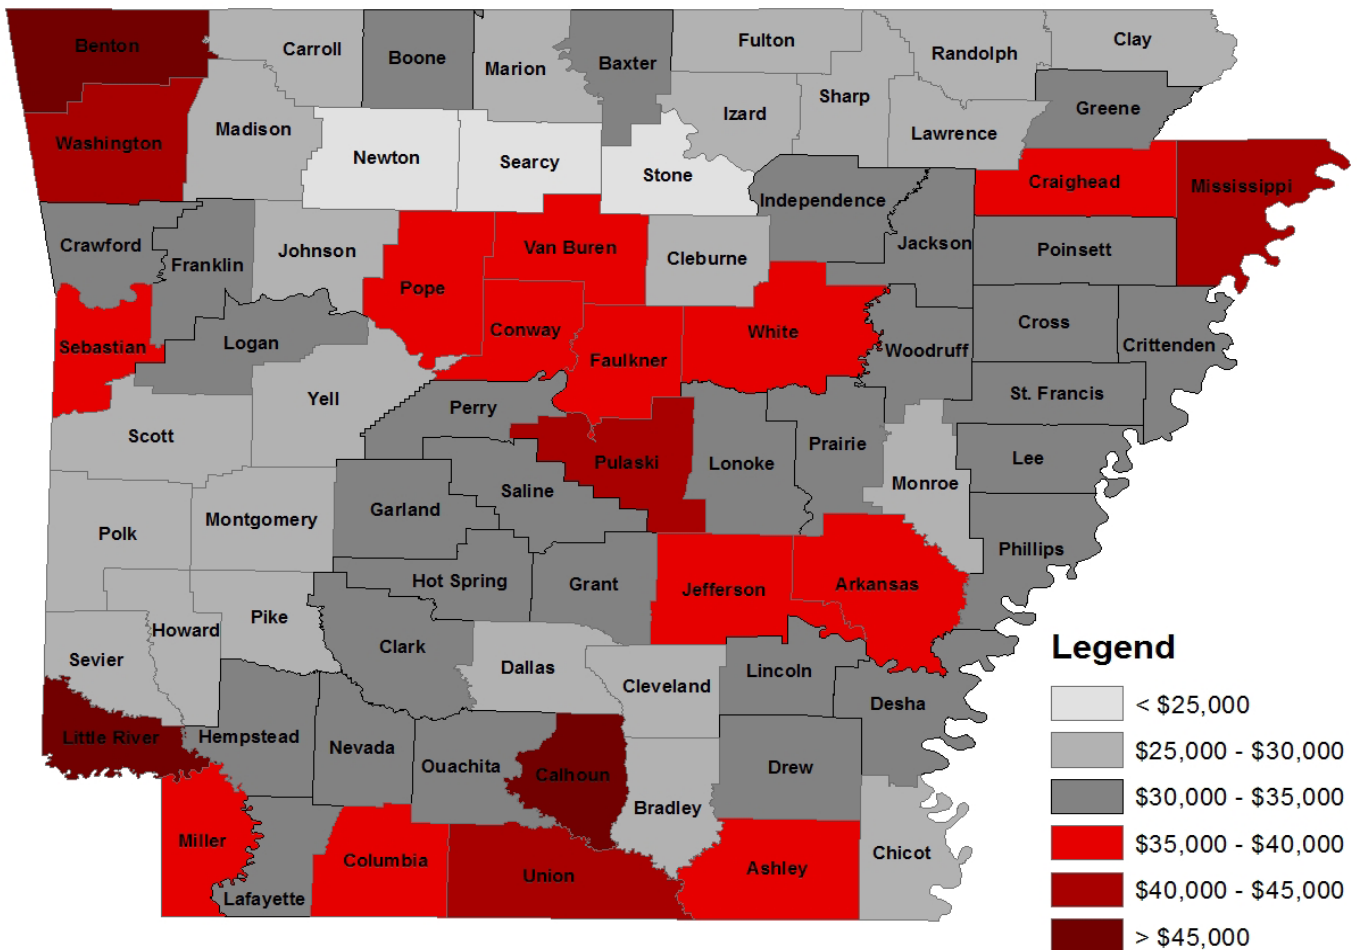 Benton
Carroll
Boone
Marion
Baxter
Fulton
Randolph
Clay
Washington
Madison
Newton
Searcy
Stone
Izard
Sharp
Lawrence
Greene
Craighead
Mississippi
Crawford
Franklin
Johnson
Pope
Van Buren
Cleburne
Independence
Jackson
Poinsett
Sebastian
Logan
Conway
Faulkner
White
Woodruff
Cross
Crittenden
Yell
Perry
Scott
St. Francis
Pulaski
Lonoke
Prairie
Lee
Monroe
Saline
Garland
Montgomery
Polk
Phillips
Hot Spring
Grant
Jefferson
Arkansas
Pike
Howard
Sevier
Clark
Dallas
Cleveland
Lincoln
Desha
Little River
Hempstead
Nevada
Ouachita
Calhoun
Bradley
Drew
Miller
Lafayette
Columbia
Union
Ashley
Chicot
Legend
< $25,000
$25,000 - $30,000
$30,000 - $35,000
$35,000 - $40,000
$40,000 - $45,000
> $45,000